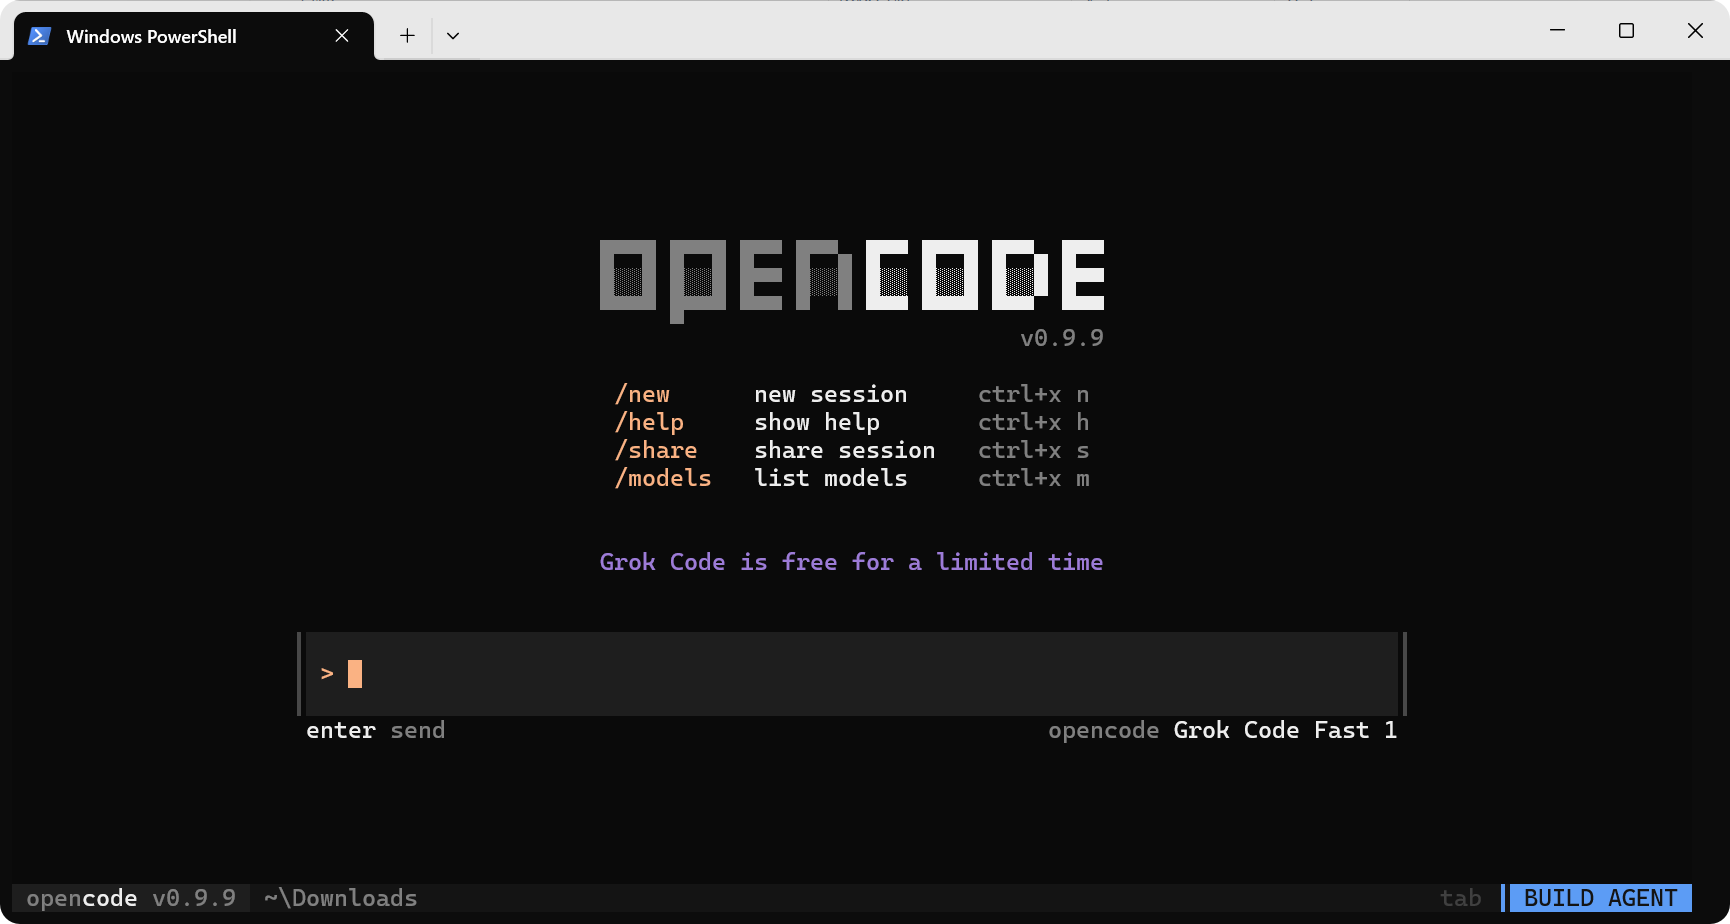 Windows PowerShell
opencode
v0.9.9
/new new session ctrl+x n
/help show help ctrl+x h
/share share session ctrl+x s
/models list models ctrl+x m
Grok Code is free for a limited time
>
enter send opencode Grok Code Fast 1
opencode v0.9.9 ~\Downloads tab BUILD AGENT